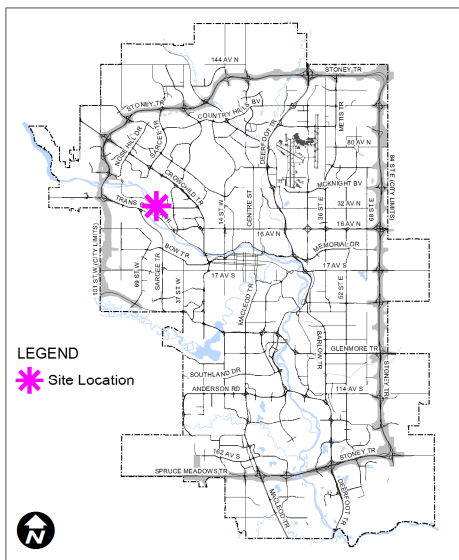 144 AV N
STONEY TR
STONEY TR
COUNTRY HILLS BV
METIS TR
SARCEE TR
NOSEHILL DR
DEERFOOT TR
80 AV N
84 ST E (CITY LIMITS)
CROWCHILD TR
MCKNIGHT BV
14 ST W
CENTRE ST
36 ST E
32 AV N
68 ST E
TRANS
16 AV N
16 AV N
BOW TR
MEMORIAL DR
17 AV S
17 AV S
101 ST W (CITY LIMITS)
69 ST W
SARCEE TR
37 ST W
MACLEOD TR
52 ST E
BARLOW TR
GLENMORE TR
LEGEND
Site Location
SOUTHLAND DR
ANDERSON RD
114 AV S
STONEY TR
162 AV S
STONEY TR
SPRUCE MEADOWS TR
MACLEOD TR
DEERFOOT TR
N